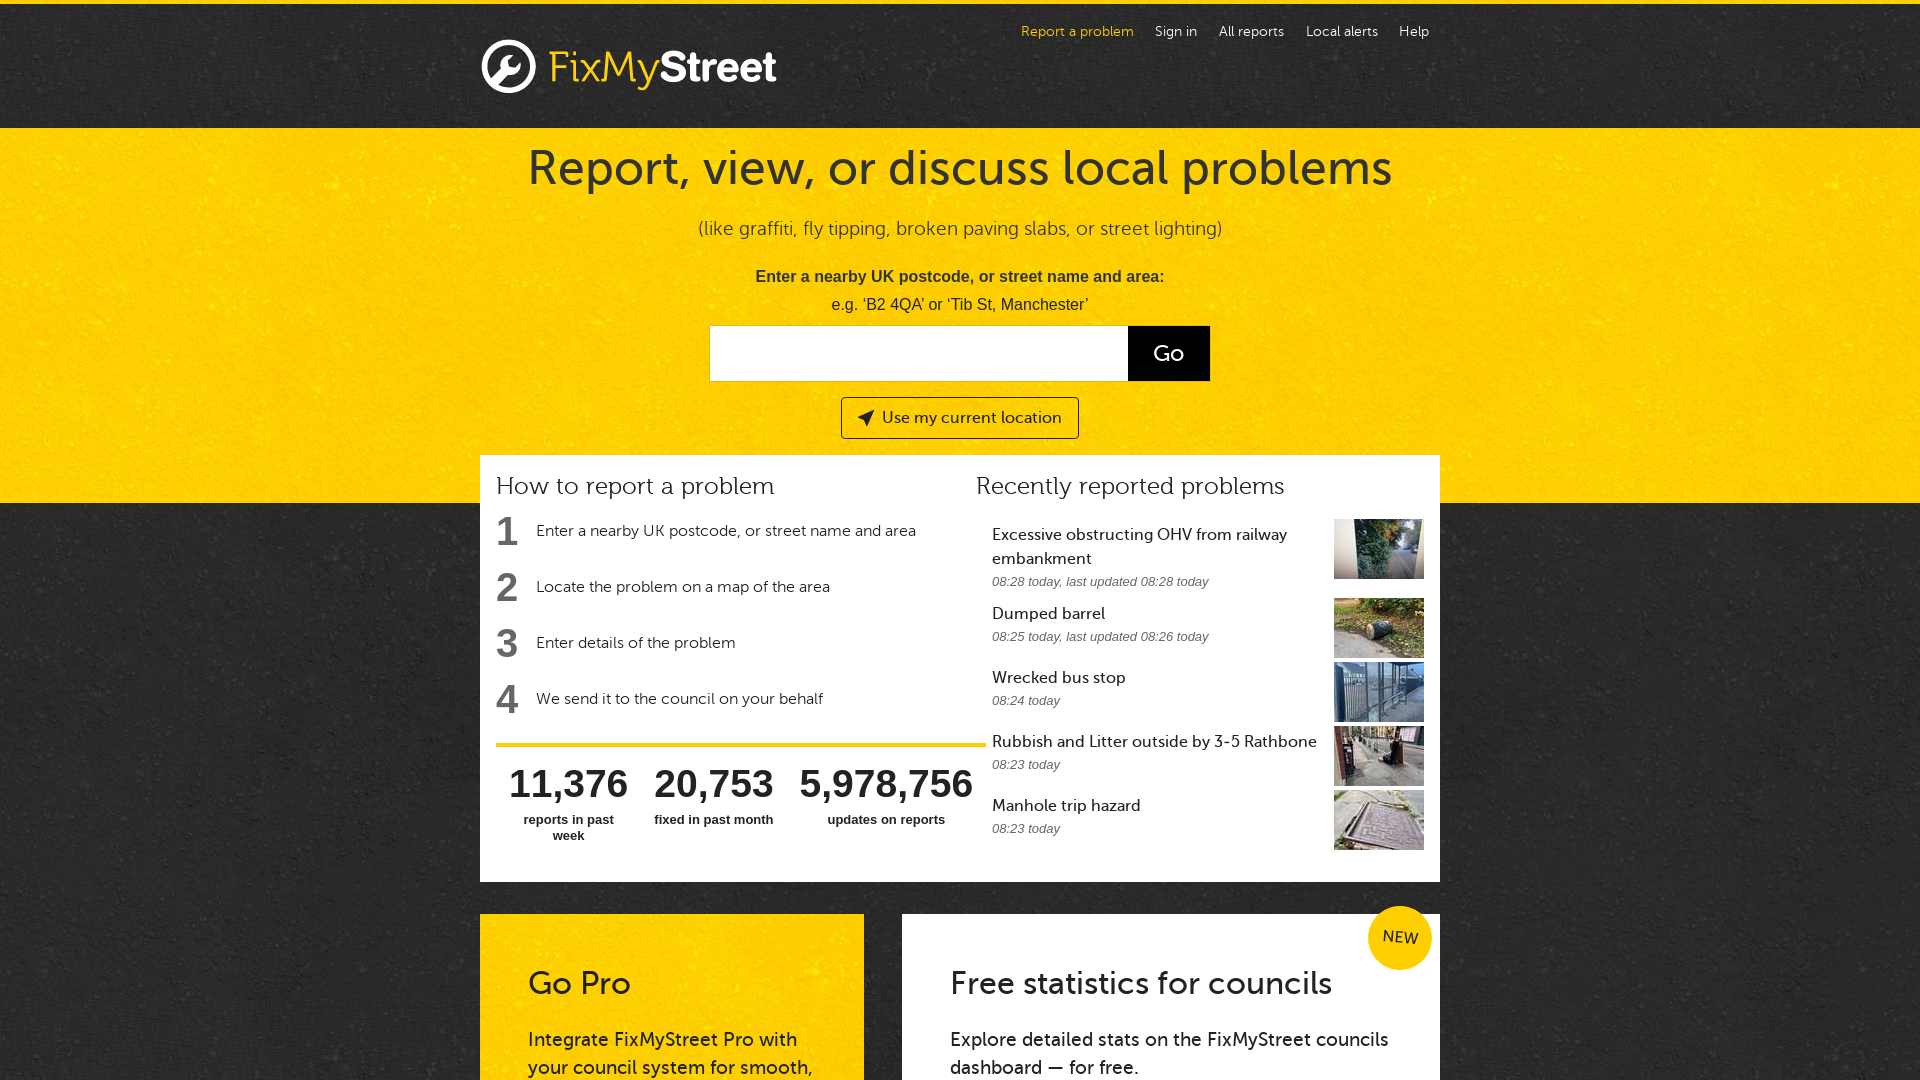 Report a problem
Sign in
All reports
Local alerts
Help
FixMyStreet
Report, view, or discuss local problems
(like graffiti, fly tipping, broken paving slabs, or street lighting)
Enter a nearby UK postcode, or street name and area:
e.g. ‘B2 4QA’ or ‘Tib St, Manchester’
Go
Use my current location
How to report a problem
1 Enter a nearby UK postcode, or street name and area
2 Locate the problem on a map of the area
3 Enter details of the problem
4 We send it to the council on your behalf
11,376
reports in past
week
20,753
fixed in past month
5,978,756
updates on reports
Recently reported problems
Excessive obstructing OHV from railway
embankment
08:28 today, last updated 08:28 today
Dumped barrel
08:25 today, last updated 08:26 today
Wrecked bus stop
08:24 today
Rubbish and Litter outside by 3-5 Rathbone
08:23 today
Manhole trip hazard
08:23 today
Go Pro
Integrate FixMyStreet Pro with
your council system for smooth,
NEW
Free statistics for councils
Explore detailed stats on the FixMyStreet councils
dashboard — for free.